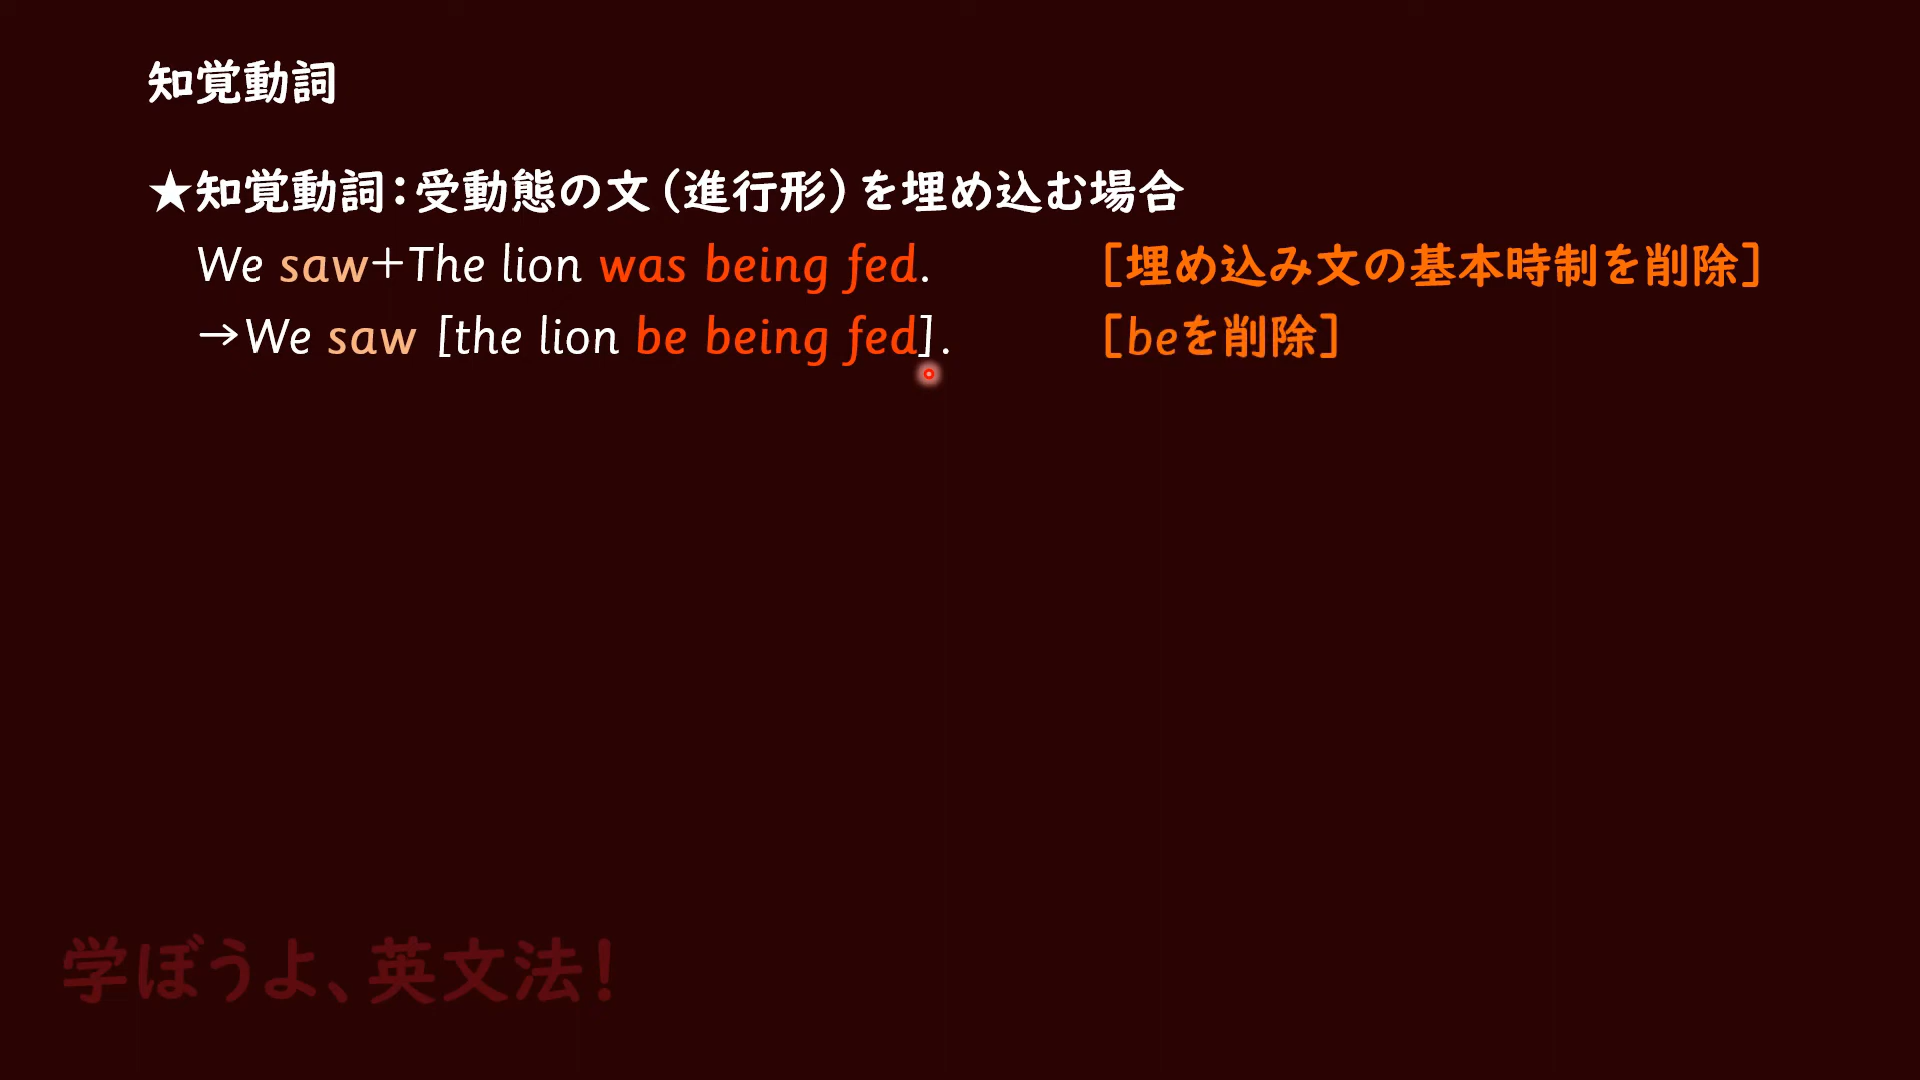 知覚動詞
★知覚動詞：受動態の文（進行形）を埋め込む場合
We saw＋The lion was being fed. ［埋め込み文の基本時制を削除］
→We saw [the lion be being fed]. ［beを削除］
学ぼうよ、英文法！